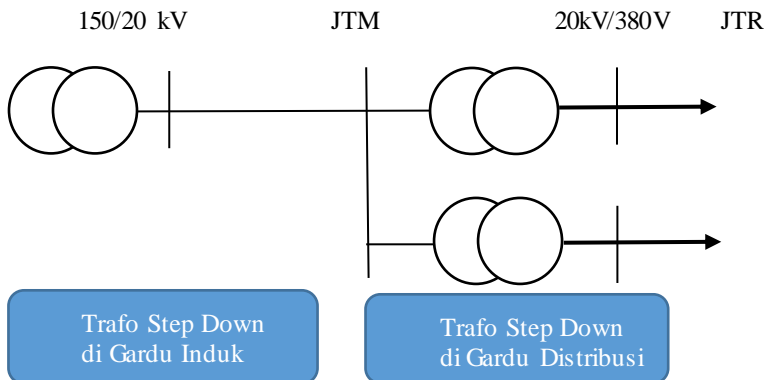 150/20 kV JTM 20kV/380V JTR
Trafo Step Down
di Gardu Induk
Trafo Step Down
di Gardu Distribusi